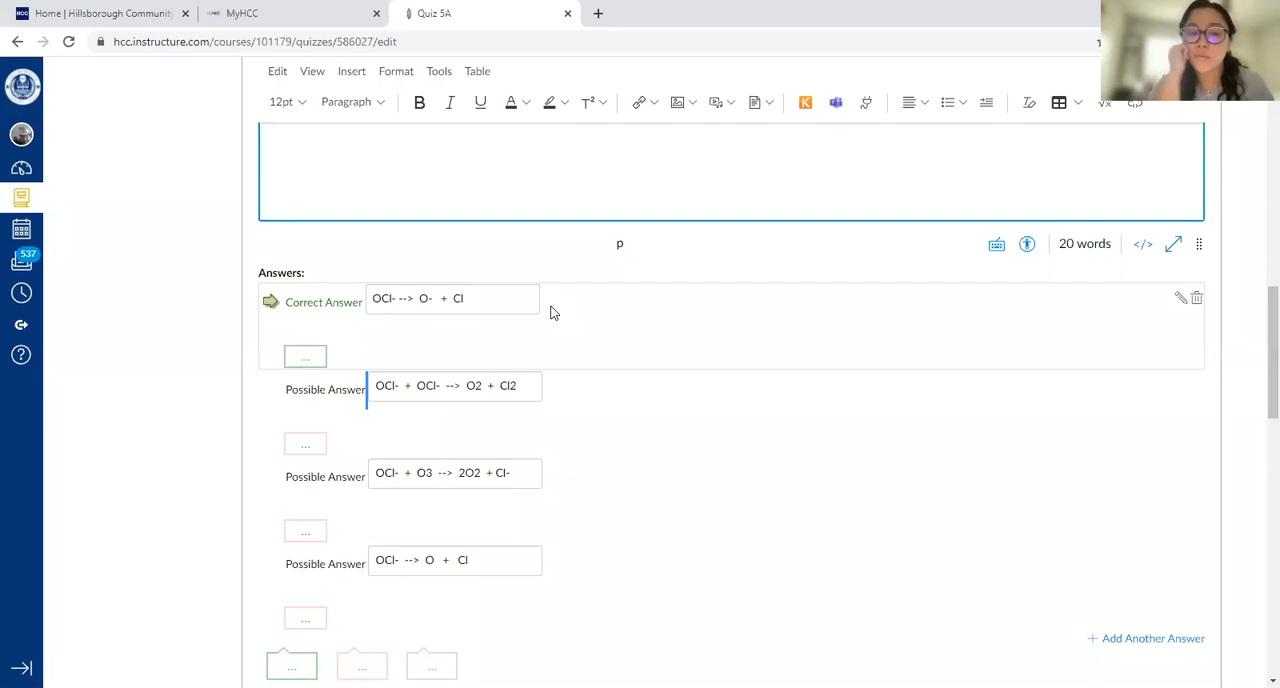 HCC Home | Hillsborough Community
MyHCC
Quiz 5A
hcc.instructure.com/courses/101179/quizzes/586027/edit
Edit View Insert Format Tools Table
12pt Paragraph B I U A T²
p
20 words </>
Answers:
Correct Answer OCl- --> O- + Cl
...
Possible Answer OCl- + OCl- --> O2 + Cl2
...
Possible Answer OCl- + O3 --> 2O2 + Cl-
...
Possible Answer OCl- --> O + Cl
...
+ Add Another Answer
... ... ...
537